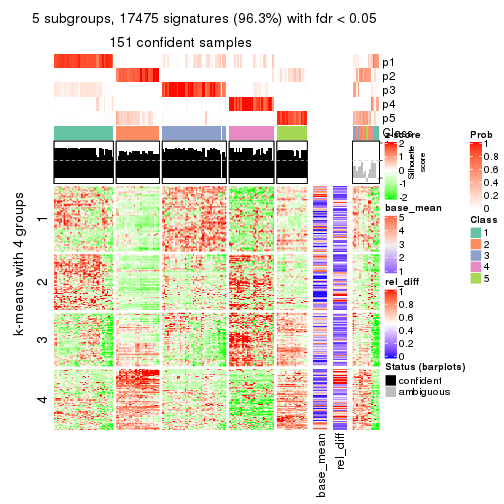 5 subgroups, 17475 signatures (96.3%) with fdr < 0.05
151 confident samples
p1
p2
p3
p4
p5
Class
Silhouette
score
k-means with 4 groups
1
2
3
4
base_mean
rel_diff
z-score
2
1
0
-1
-2
base_mean
5
4
3
2
1
rel_diff
1
0.8
0.6
0.4
0.2
0
Status (barplots)
confident
ambiguous
Prob
1
0.8
0.6
0.4
0.2
0
Class
1
2
3
4
5